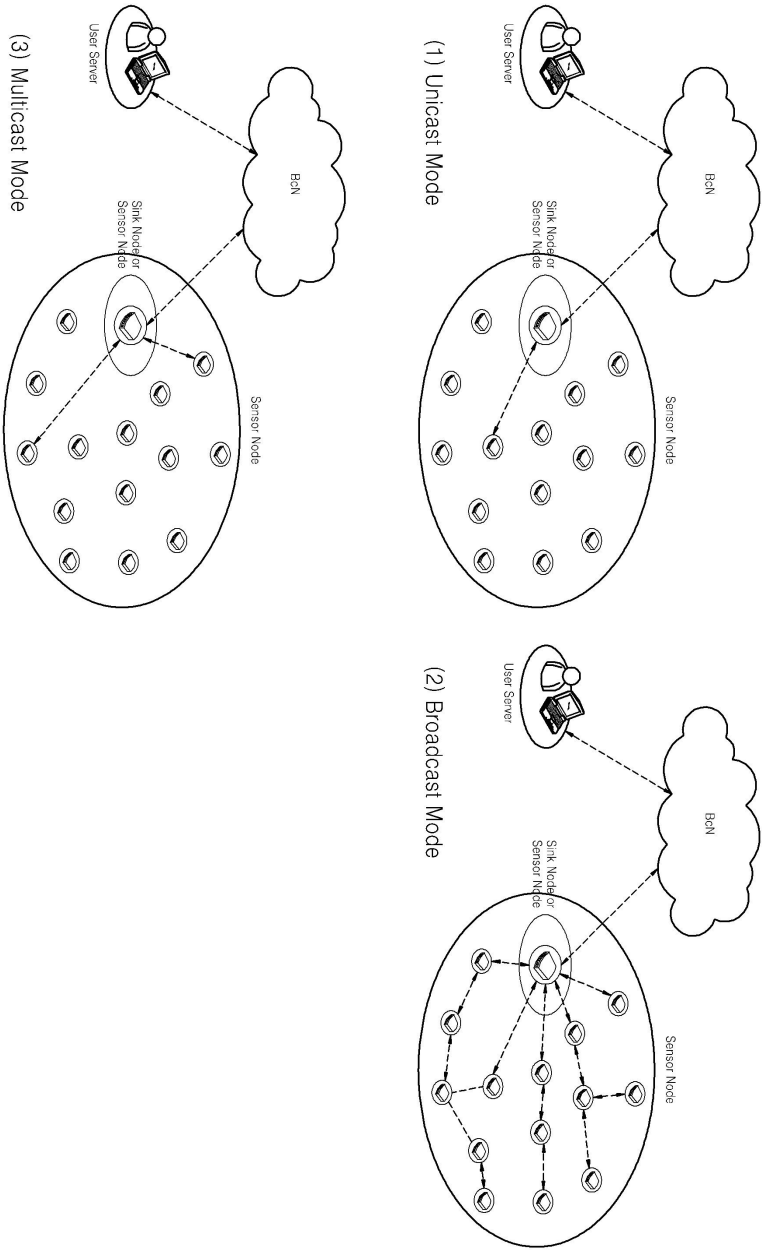 BcN
User Server
Sink Node or
Sensor Node
Sensor Node
(1) Unicast Mode
BcN
User Server
Sink Node or
Sensor Node
Sensor Node
(2) Broadcast Mode
BcN
User Server
Sink Node or
Sensor Node
Sensor Node
(3) Multicast Mode